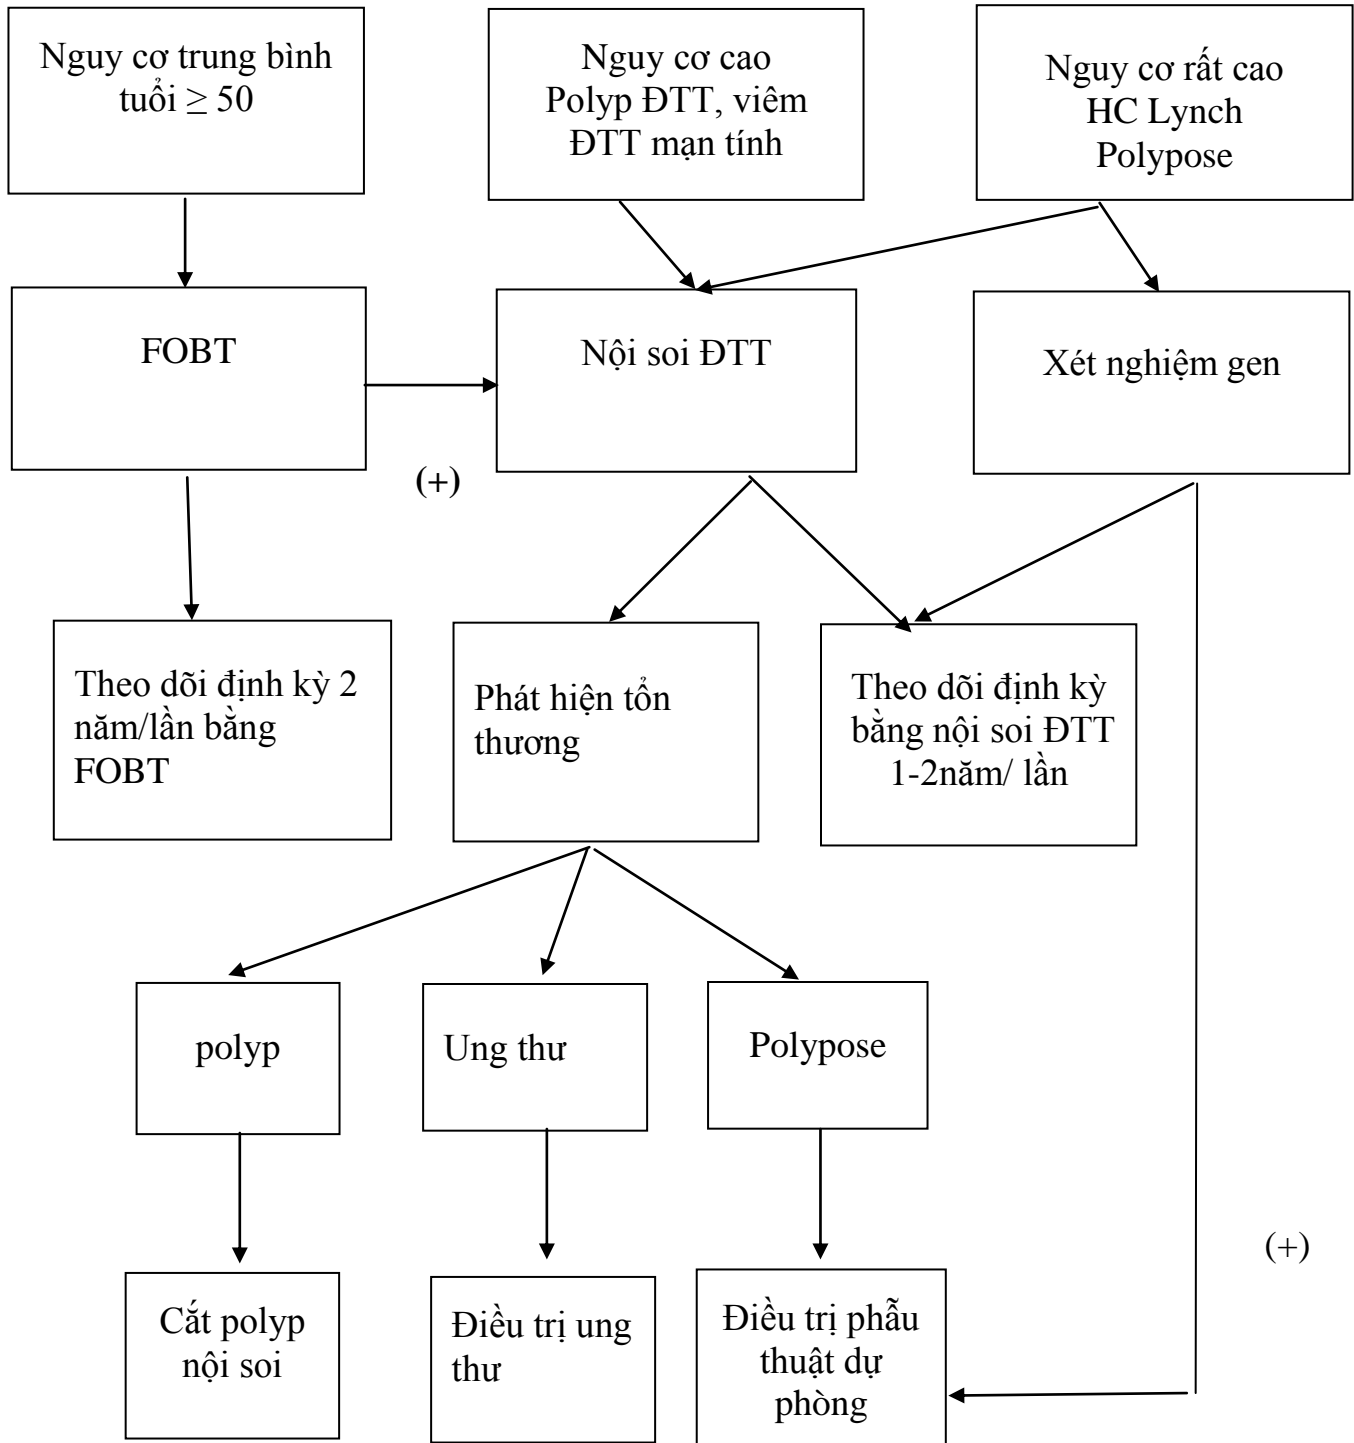 Nguy cơ trung bình
tuổi ≥ 50
Nguy cơ cao
Polyp ĐTT, viêm
ĐTT mạn tính
Nguy cơ rất cao
HC Lynch
Polypose
FOBT
Nội soi ĐTT
Xét nghiệm gen
(+)
Theo dõi định kỳ 2
năm/lần bằng
FOBT
Phát hiện tổn
thương
Theo dõi định kỳ
bằng nội soi ĐTT
1-2năm/ lần
polyp
Ung thư
Polypose
(+)
Cắt polyp
nội soi
Điều trị ung
thư
Điều trị phẫu
thuật dự
phòng